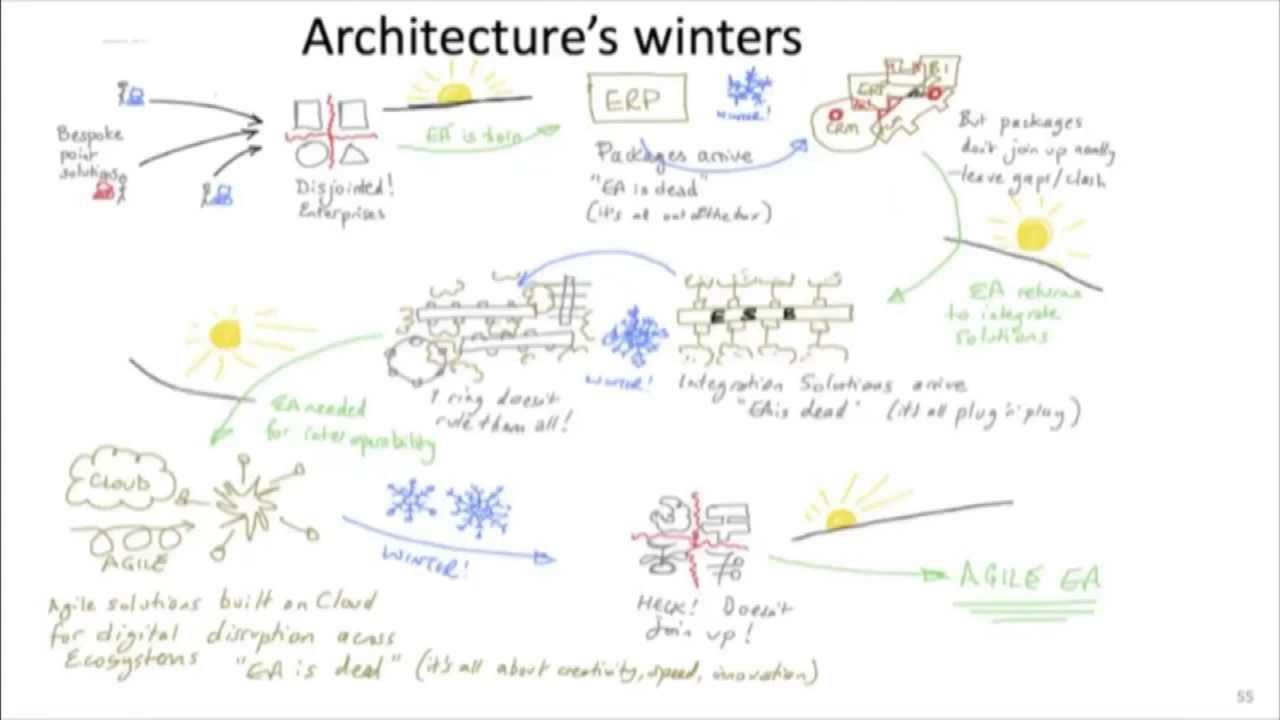 Architecture's winters
Bespoke
point
solutions
Disjointed!
Enterprises
EA is born
ERP
WINTER!
Packages arrive
"EA is dead"
(it's all out of the box)
ERP
BI
CRM
But packages
don't join up neatly
leave gaps/clash
EA returns
to integrate
solutions
E S B
Integration Solutions arrive
"EA is dead" (it's all plug 'n' play)
WINTER!
1 ring doesn't
rule them all!
EA needed
for interoperability
CLOUD
AGILE
Agile solutions built on Cloud
for digital disruption across
Ecosystems "EA is dead" (it's all about creativity, speed, innovation)
WINTER!
HECK! Doesn't
join up!
AGILE EA
55